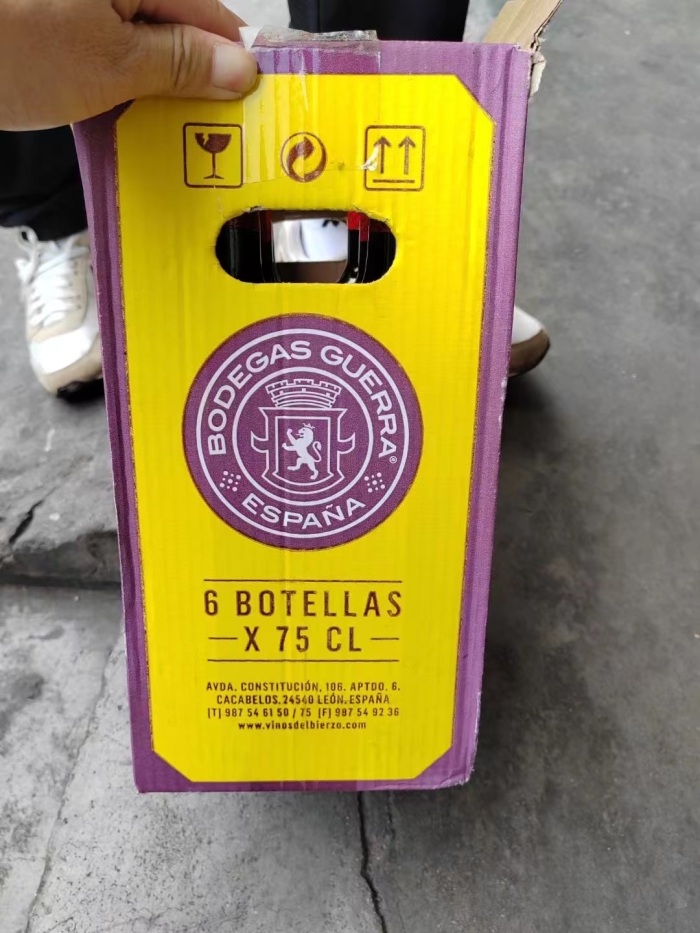 BODEGAS GUERRA®
ESPAÑA
6 BOTELLAS
X 75 CL
AVDA. CONSTITUCIÓN, 106. APTDO. 6.
CACABELOS.24540 LEÓN.ESPAÑA
(T) 987 54 61 50 / 75 (F) 987 54 92 36
www.vinosdelbierzo.com